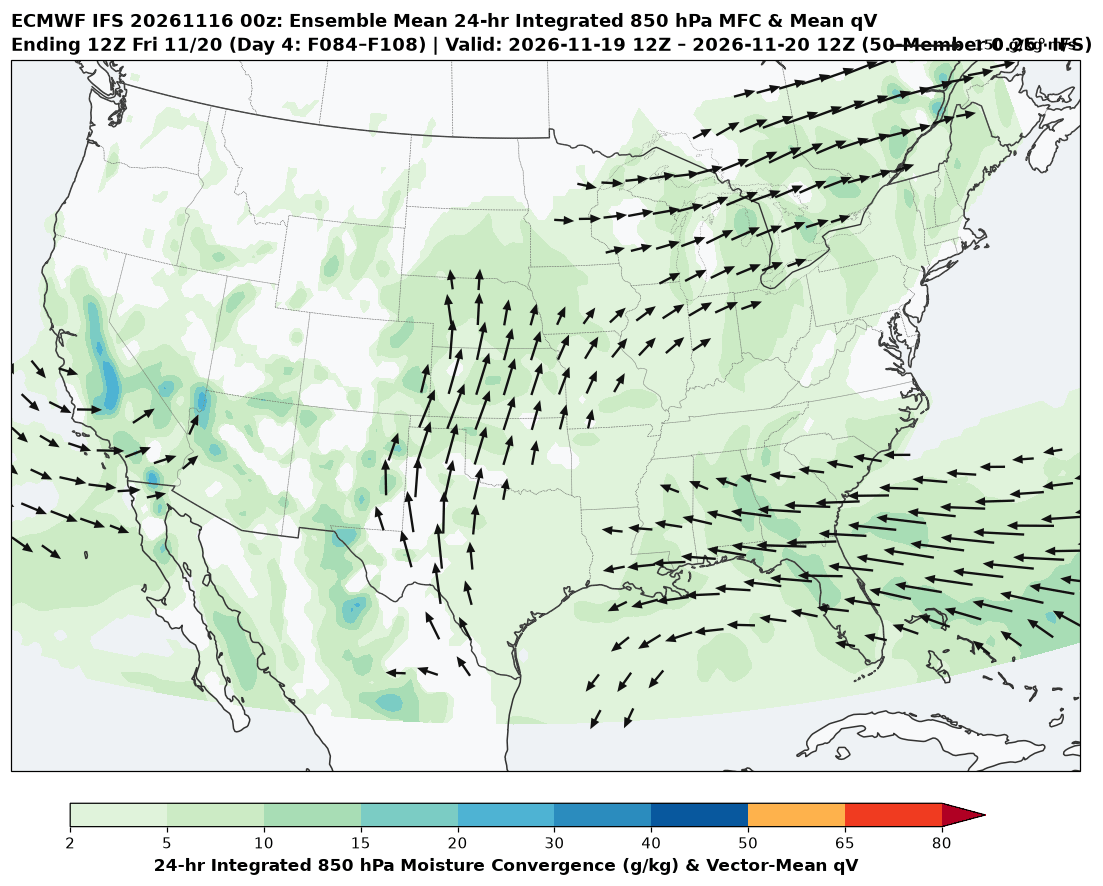 ECMWF IFS 20261116 00z: Ensemble Mean 24-hr Integrated 850 hPa MFC & Mean qV
Ending 12Z Fri 11/20 (Day 4: F084–F108) | Valid: 2026-11-19 12Z – 2026-11-20 12Z (50-Member 0.25° IFS)
2 5 10 15 20 30 40 50 65 80
24-hr Integrated 850 hPa Moisture Convergence (g/kg) & Vector-Mean qV